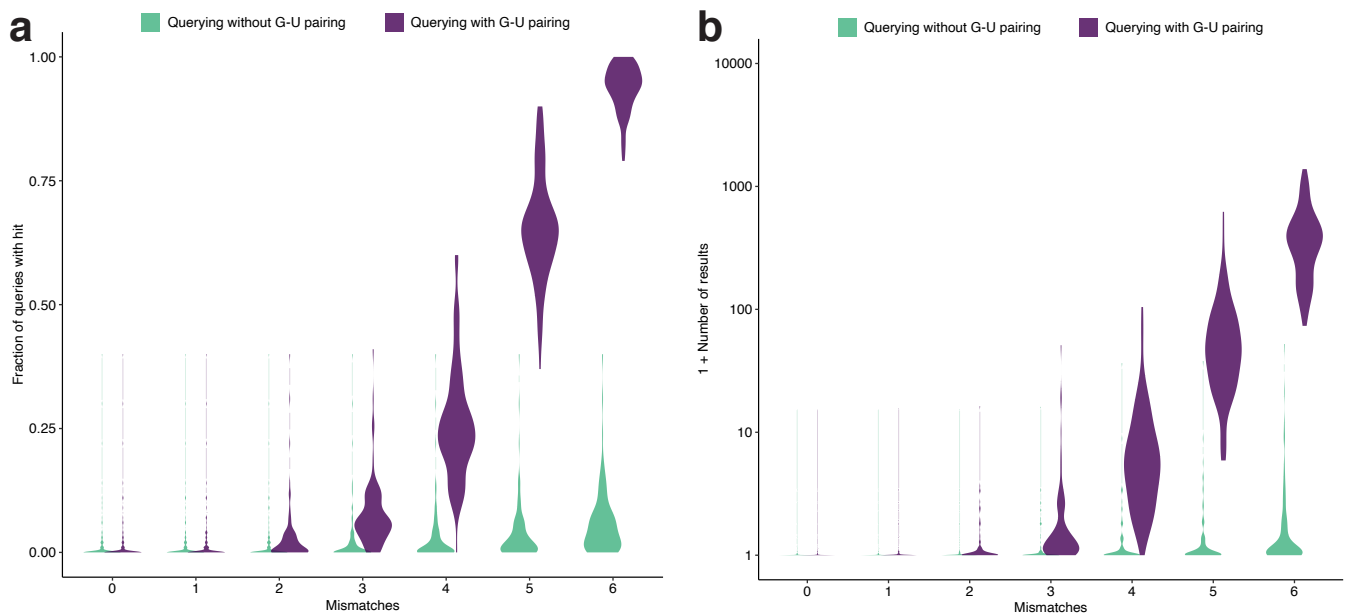 a
Querying without G-U pairing
Querying with G-U pairing
1.00
0.75
0.50
0.25
0.00
Fraction of queries with hit
0 1 2 3 4 5 6
Mismatches
b
Querying without G-U pairing
Querying with G-U pairing
10000
1000
100
10
1
1 + Number of results
0 1 2 3 4 5 6
Mismatches